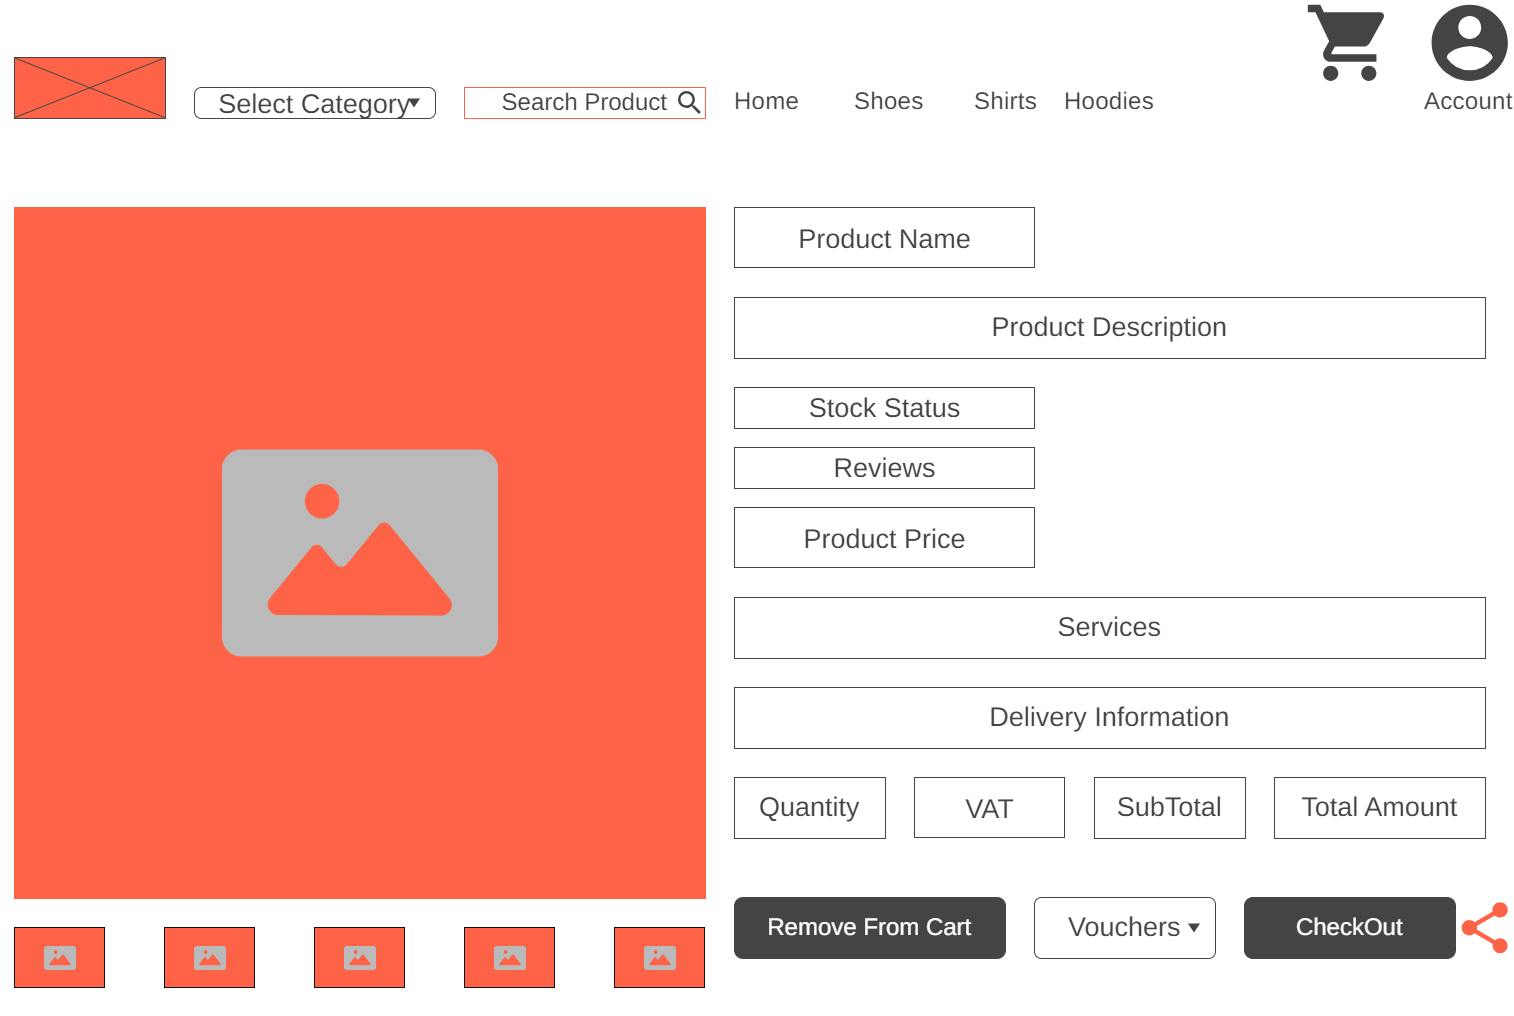 Select Category
Search Product
Home
Shoes
Shirts
Hoodies
Account
Product Name
Product Description
Stock Status
Reviews
Product Price
Services
Delivery Information
Quantity
VAT
SubTotal
Total Amount
Remove From Cart
Vouchers
CheckOut